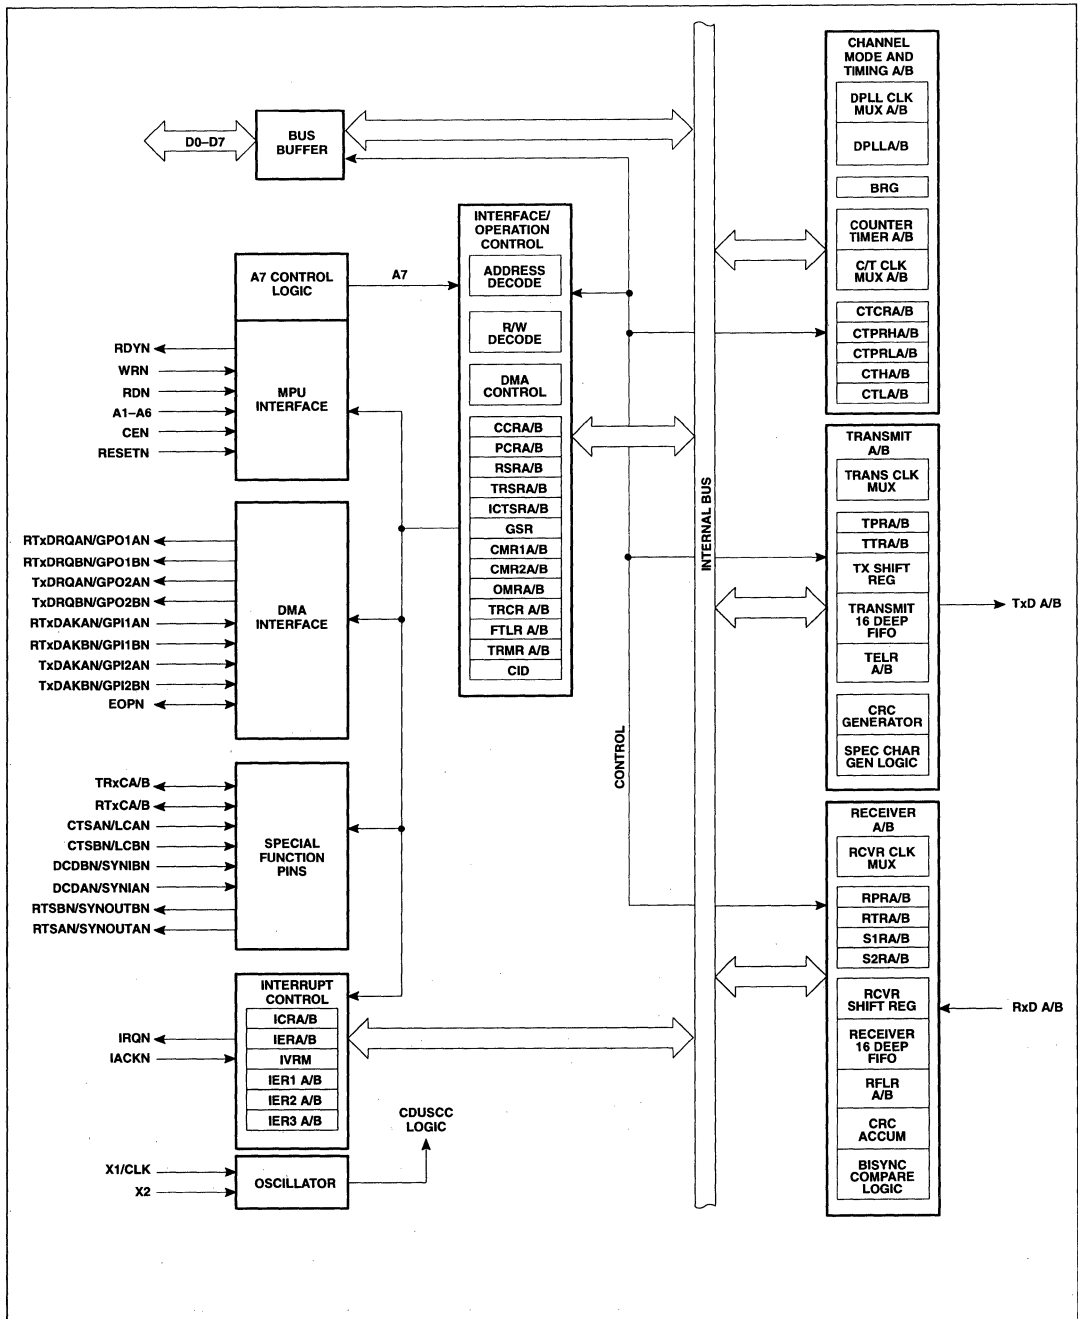 D0–D7
BUS
BUFFER
A7 CONTROL
LOGIC
A7
RDYN
WRN
RDN
A1–A6
CEN
RESETN
MPU
INTERFACE
RTxDRQAN/GPO1AN
RTxDRQBN/GPO1BN
TxDRQAN/GPO2AN
TxDRQBN/GPO2BN
RTxDAKAN/GPI1AN
RTxDAKBN/GPI1BN
TxDAKAN/GPI2AN
TxDAKBN/GPI2BN
EOPN
DMA
INTERFACE
TRxCA/B
RTxCA/B
CTSAN/LCAN
CTSBN/LCBN
DCDBN/SYNIBN
DCDAN/SYNIAN
RTSBN/SYNOUTBN
RTSAN/SYNOUTAN
SPECIAL
FUNCTION
PINS
IRQN
IACKN
INTERRUPT
CONTROL
ICRA/B
IERA/B
IVRM
IER1 A/B
IER2 A/B
IER3 A/B
X1/CLK
X2
OSCILLATOR
CDUSCC
LOGIC
INTERFACE/
OPERATION
CONTROL
ADDRESS
DECODE
R/W
DECODE
DMA
CONTROL
CCRA/B
PCRA/B
RSRA/B
TRSRA/B
ICTSRA/B
GSR
CMR1A/B
CMR2A/B
OMRA/B
TRCR A/B
FTLR A/B
TRMR A/B
CID
CONTROL
INTERNAL BUS
CHANNEL
MODE AND
TIMING A/B
DPLL CLK
MUX A/B
DPLLA/B
BRG
COUNTER
TIMER A/B
C/T CLK
MUX A/B
CTCRA/B
CTPRHA/B
CTPRLA/B
CTHA/B
CTLA/B
TRANSMIT
A/B
TRANS CLK
MUX
TPRA/B
TTRA/B
TX SHIFT
REG
TRANSMIT
16 DEEP
FIFO
TELR
A/B
CRC
GENERATOR
SPEC CHAR
GEN LOGIC
TxD A/B
RECEIVER
A/B
RCVR CLK
MUX
RPRA/B
RTRA/B
S1RA/B
S2RA/B
RCVR
SHIFT REG
RECEIVER
16 DEEP
FIFO
RFLR
A/B
CRC
ACCUM
BISYNC
COMPARE
LOGIC
RxD A/B